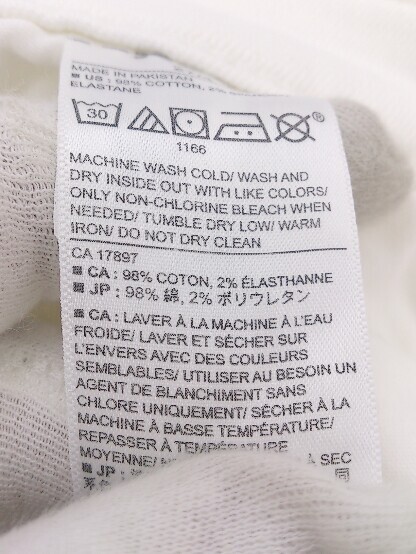 MADE IN PAKISTAN
■ US : 98% COTTON, 2%
ELASTANE
30
1166
MACHINE WASH COLD/ WASH AND
DRY INSIDE OUT WITH LIKE COLORS/
ONLY NON-CHLORINE BLEACH WHEN
NEEDED/ TUMBLE DRY LOW/ WARM
IRON/ DO NOT DRY CLEAN
CA 17897
■ CA : 98% COTON, 2% ÉLASTHANNE
■ JP : 98% 綿, 2% ポリウレタン
■ CA : LAVER À LA MACHINE À L'EAU
FROIDE/ LAVER ET SÉCHER SUR
L'ENVERS AVEC DES COULEURS
SEMBLABLES/ UTILISER AU BESOIN UN
AGENT DE BLANCHIMENT SANS
CHLORE UNIQUEMENT/ SÉCHER À LA
MACHINE À BASSE TEMPÉRATURE/
REPASSER À TEMPÉRATURE
MOYENNE/ À SEC
■ JP :